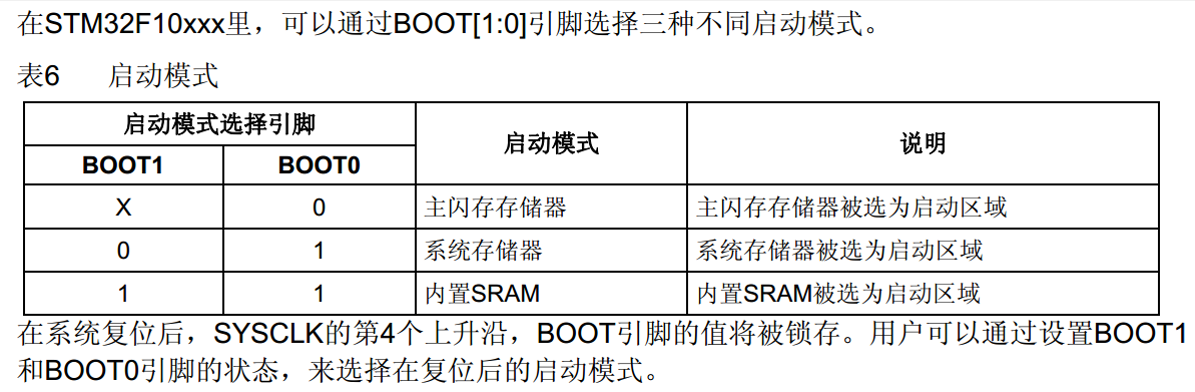 在STM32F10xxx里，可以通过BOOT[1:0]引脚选择三种不同启动模式。
表6 启动模式
启动模式选择引脚 启动模式 说明
BOOT1 BOOT0
X 0 主闪存存储器 主闪存存储器被选为启动区域
0 1 系统存储器 系统存储器被选为启动区域
1 1 内置SRAM 内置SRAM被选为启动区域
在系统复位后，SYSCLK的第4个上升沿，BOOT引脚的值将被锁存。用户可以通过设置BOOT1
和BOOT0引脚的状态，来选择在复位后的启动模式。